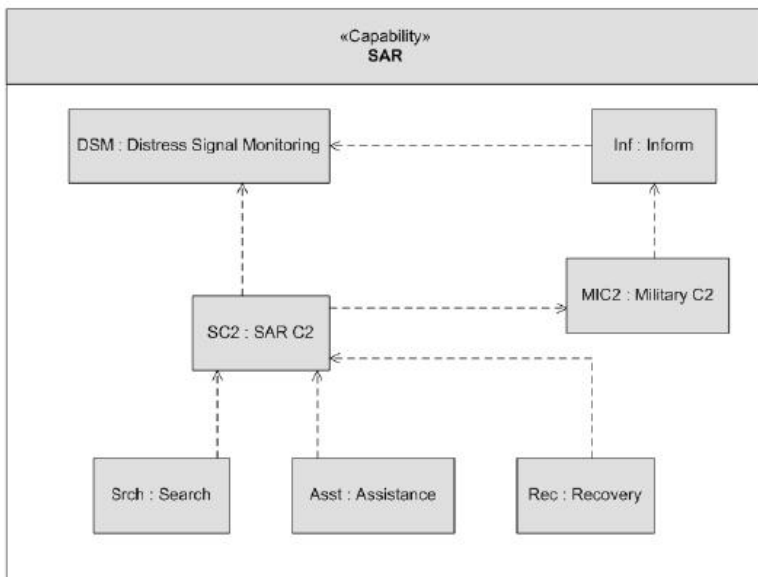 «Capability»
SAR
DSM : Distress Signal Monitoring
Inf : Inform
MIC2 : Military C2
SC2 : SAR C2
Srch : Search
Asst : Assistance
Rec : Recovery